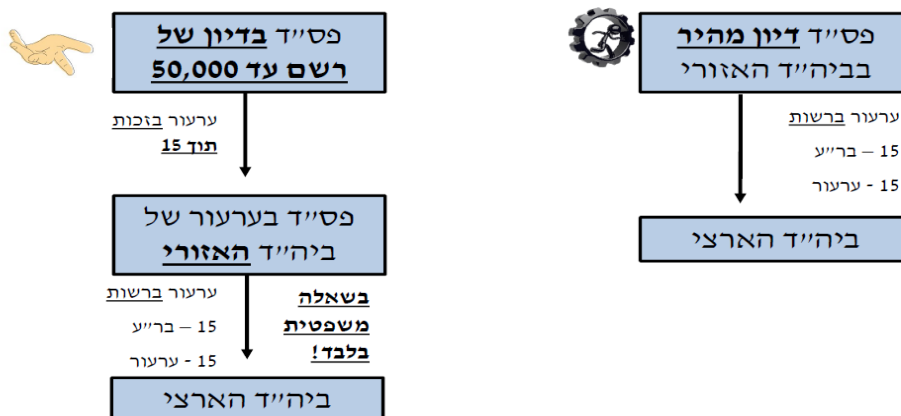 פס״ד דיון מהיר
בביה״ד האזורי
ערעור ברשות
15 – בר״ע
15 - ערעור
ביה״ד הארצי
פס״ד בדיון של
רשם עד 50,000
ערעור בזכות
תוך 15
פס״ד בערעור של
ביה״ד האזורי
בשאלה
משפטית
בלבד!
ערעור ברשות
15 – בר״ע
15 - ערעור
ביה״ד הארצי